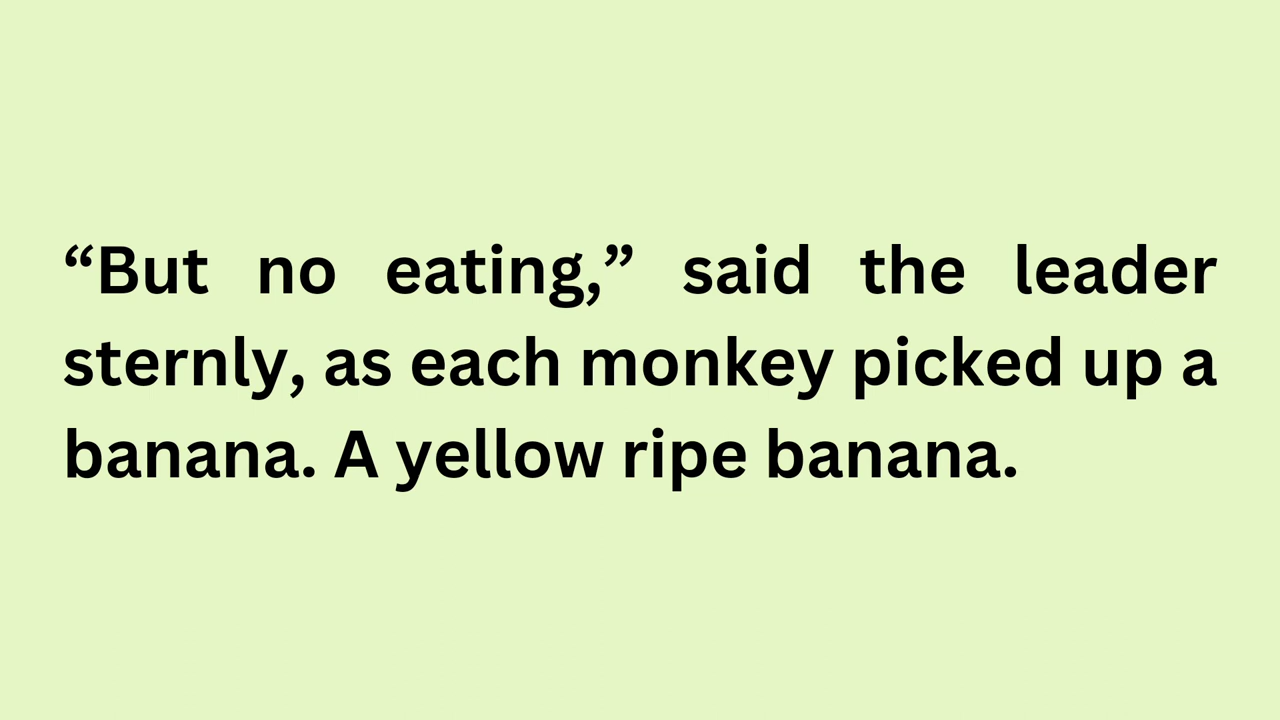 “But no eating,” said the leader
sternly, as each monkey picked up a
banana. A yellow ripe banana.